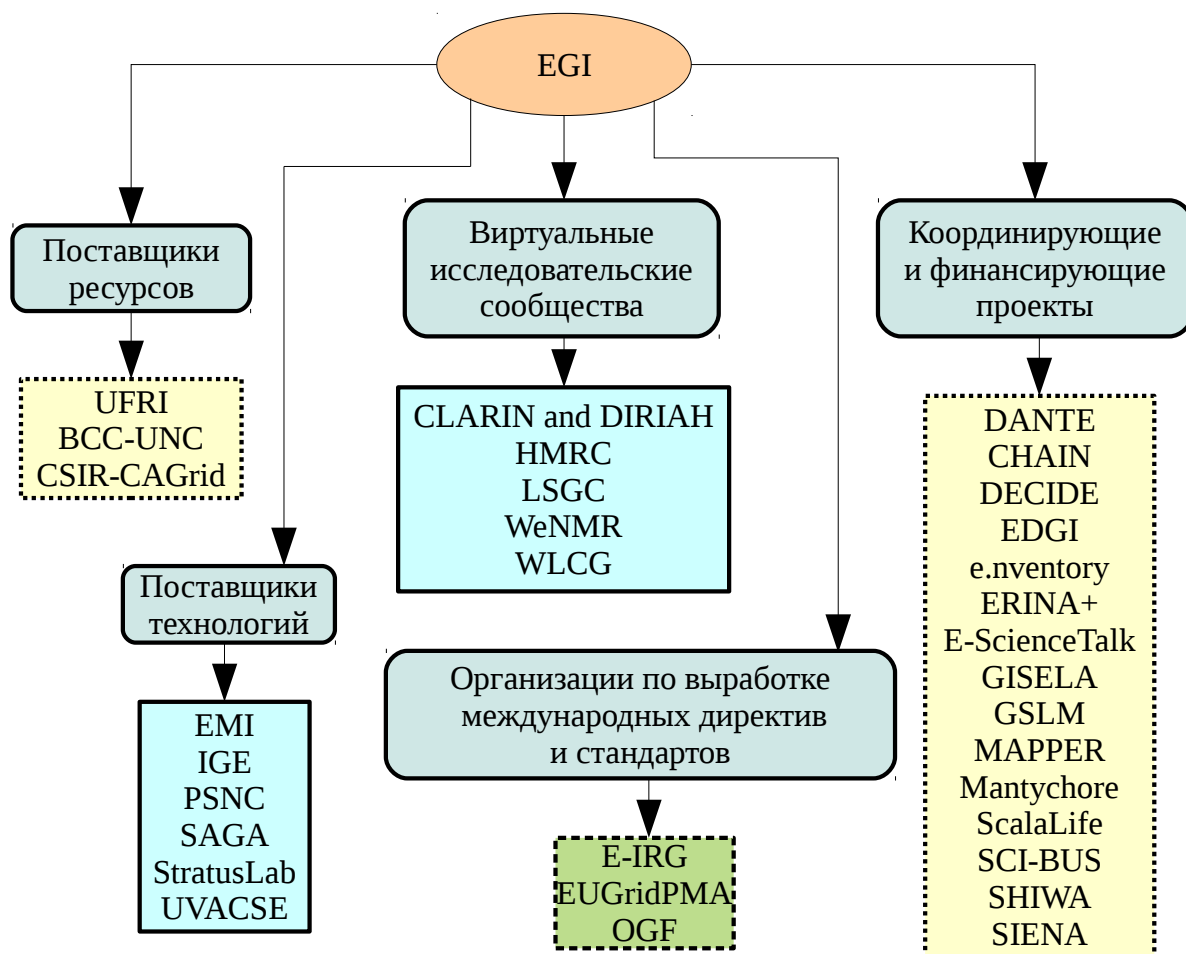 EGI
Поставщики
ресурсов
UFRI
BCC-UNC
CSIR-CAGrid
Поставщики
технологий
EMI
IGE
PSNC
SAGA
StratusLab
UVACSE
Виртуальные
исследовательские
сообщества
CLARIN and DIRIAH
HMRC
LSGC
WeNMR
WLCG
Организации по выработке
международных директив
и стандартов
E-IRG
EUGridPMA
OGF
Координирующие
и финансирующие
проекты
DANTE
CHAIN
DECIDE
EDGI
e.nventory
ERINA+
E-ScienceTalk
GISELA
GSLM
MAPPER
Mantychore
ScalaLife
SCI-BUS
SHIWA
SIENA